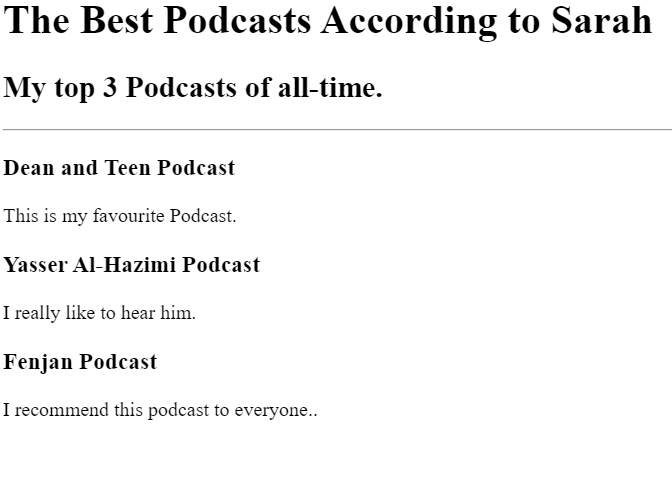 The Best Podcasts According to Sarah
My top 3 Podcasts of all-time.
Dean and Teen Podcast
This is my favourite Podcast.
Yasser Al-Hazimi Podcast
I really like to hear him.
Fenjan Podcast
I recommend this podcast to everyone..